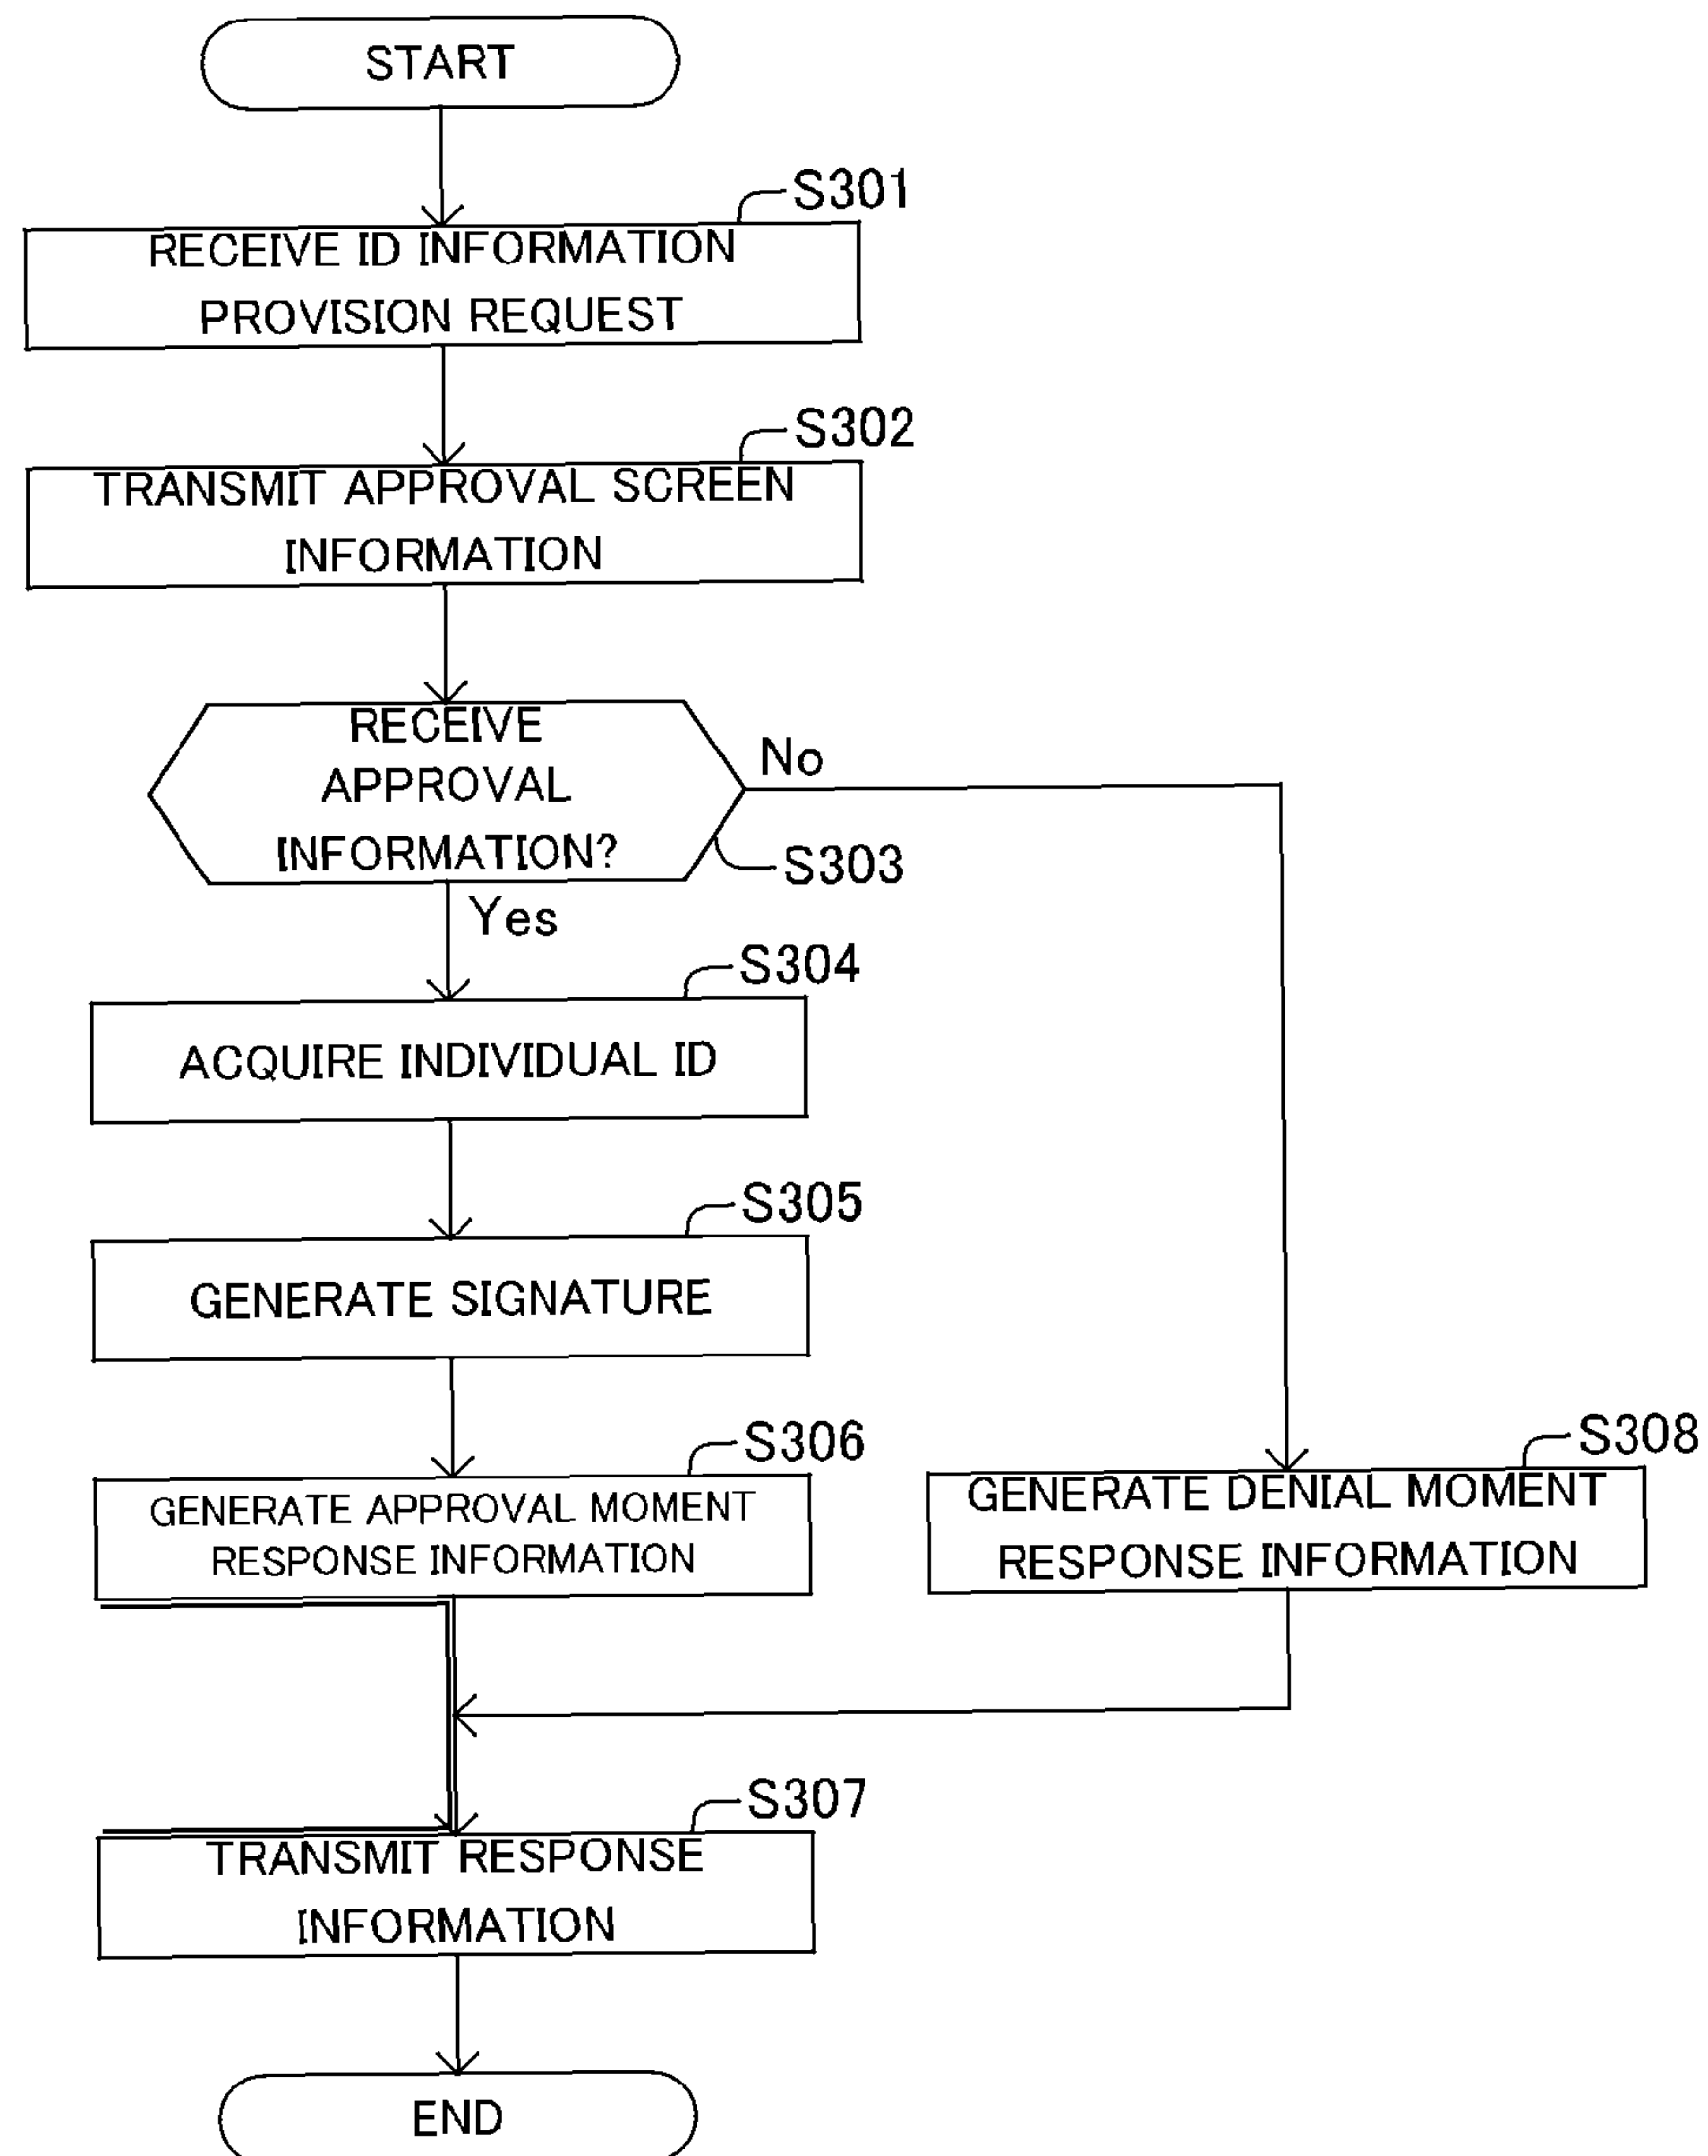 START
S301
RECEIVE ID INFORMATION
PROVISION REQUEST
S302
TRANSMIT APPROVAL SCREEN
INFORMATION
RECEIVE
APPROVAL
INFORMATION?
No
S303
Yes
S304
ACQUIRE INDIVIDUAL ID
S305
GENERATE SIGNATURE
S306
GENERATE APPROVAL MOMENT
RESPONSE INFORMATION
S308
GENERATE DENIAL MOMENT
RESPONSE INFORMATION
S307
TRANSMIT RESPONSE
INFORMATION
END